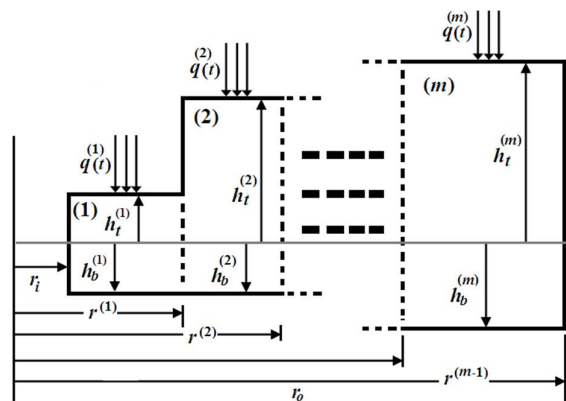 (m)
q(t)
(2)
q(t)
(m)
(2)
(1)
q(t)
h_t^(m)
h_t^(2)
(1)
h_t^(1)
h_b^(1)
h_b^(2)
h_b^(m)
r_i
r^(1)
r^(2)
r^(m-1)
r_o